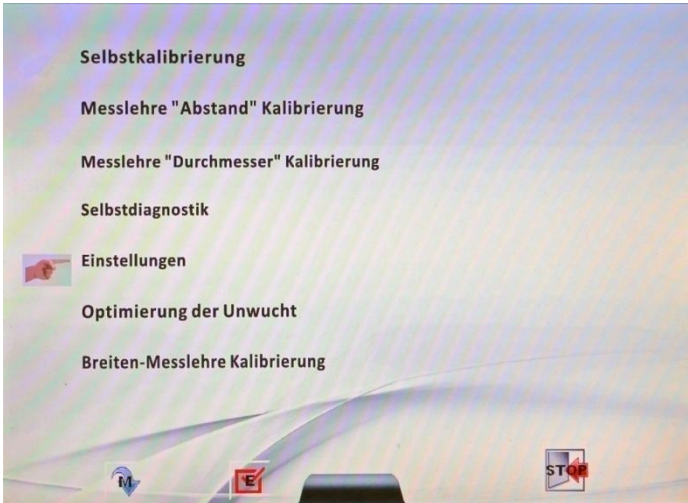 Selbstkalibrierung
Messlehre "Abstand" Kalibrierung
Messlehre "Durchmesser" Kalibrierung
Selbstdiagnostik
Einstellungen
Optimierung der Unwucht
Breiten-Messlehre Kalibrierung
M E STOP